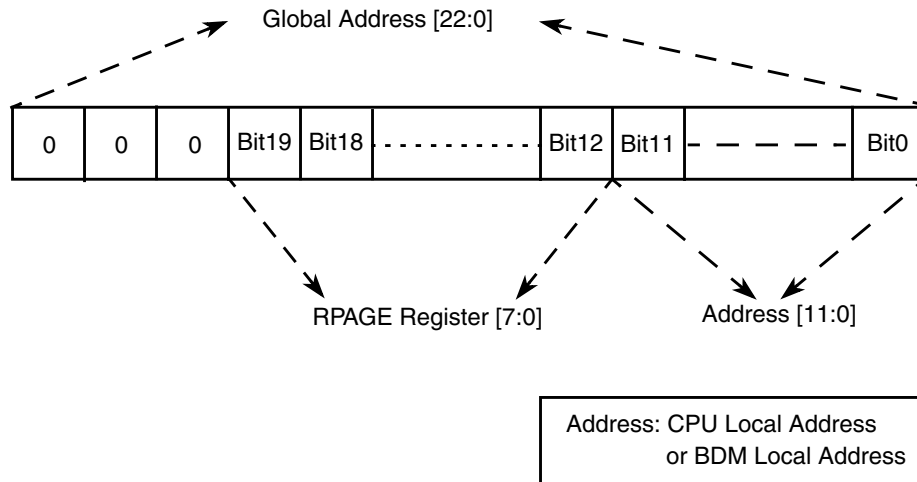 Global Address [22:0]
0 0 0 Bit19 Bit18 Bit12 Bit11 Bit0
RPAGE Register [7:0] Address [11:0]
Address: CPU Local Address
or BDM Local Address